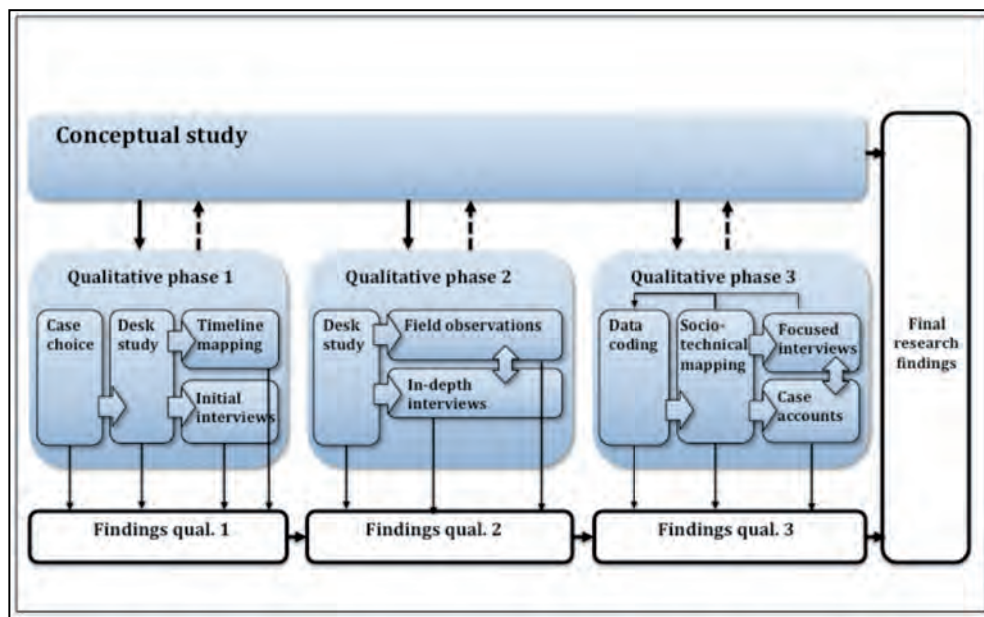 Conceptual study
Qualitative phase 1
Case
choice
Desk
study
Timeline
mapping
Initial
interviews
Qualitative phase 2
Desk
study
Field observations
In-depth
interviews
Qualitative phase 3
Data
coding
Socio-
technical
mapping
Focused
interviews
Case
accounts
Findings qual. 1
Findings qual. 2
Findings qual. 3
Final
research
findings